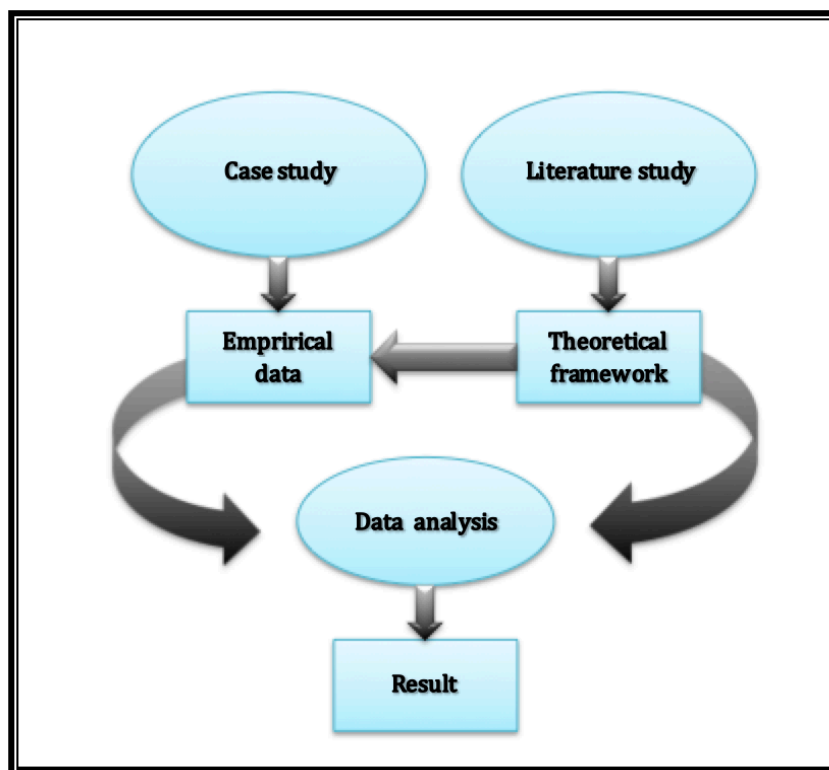 Case study
Literature study
Emprirical
data
Theoretical
framework
Data analysis
Result